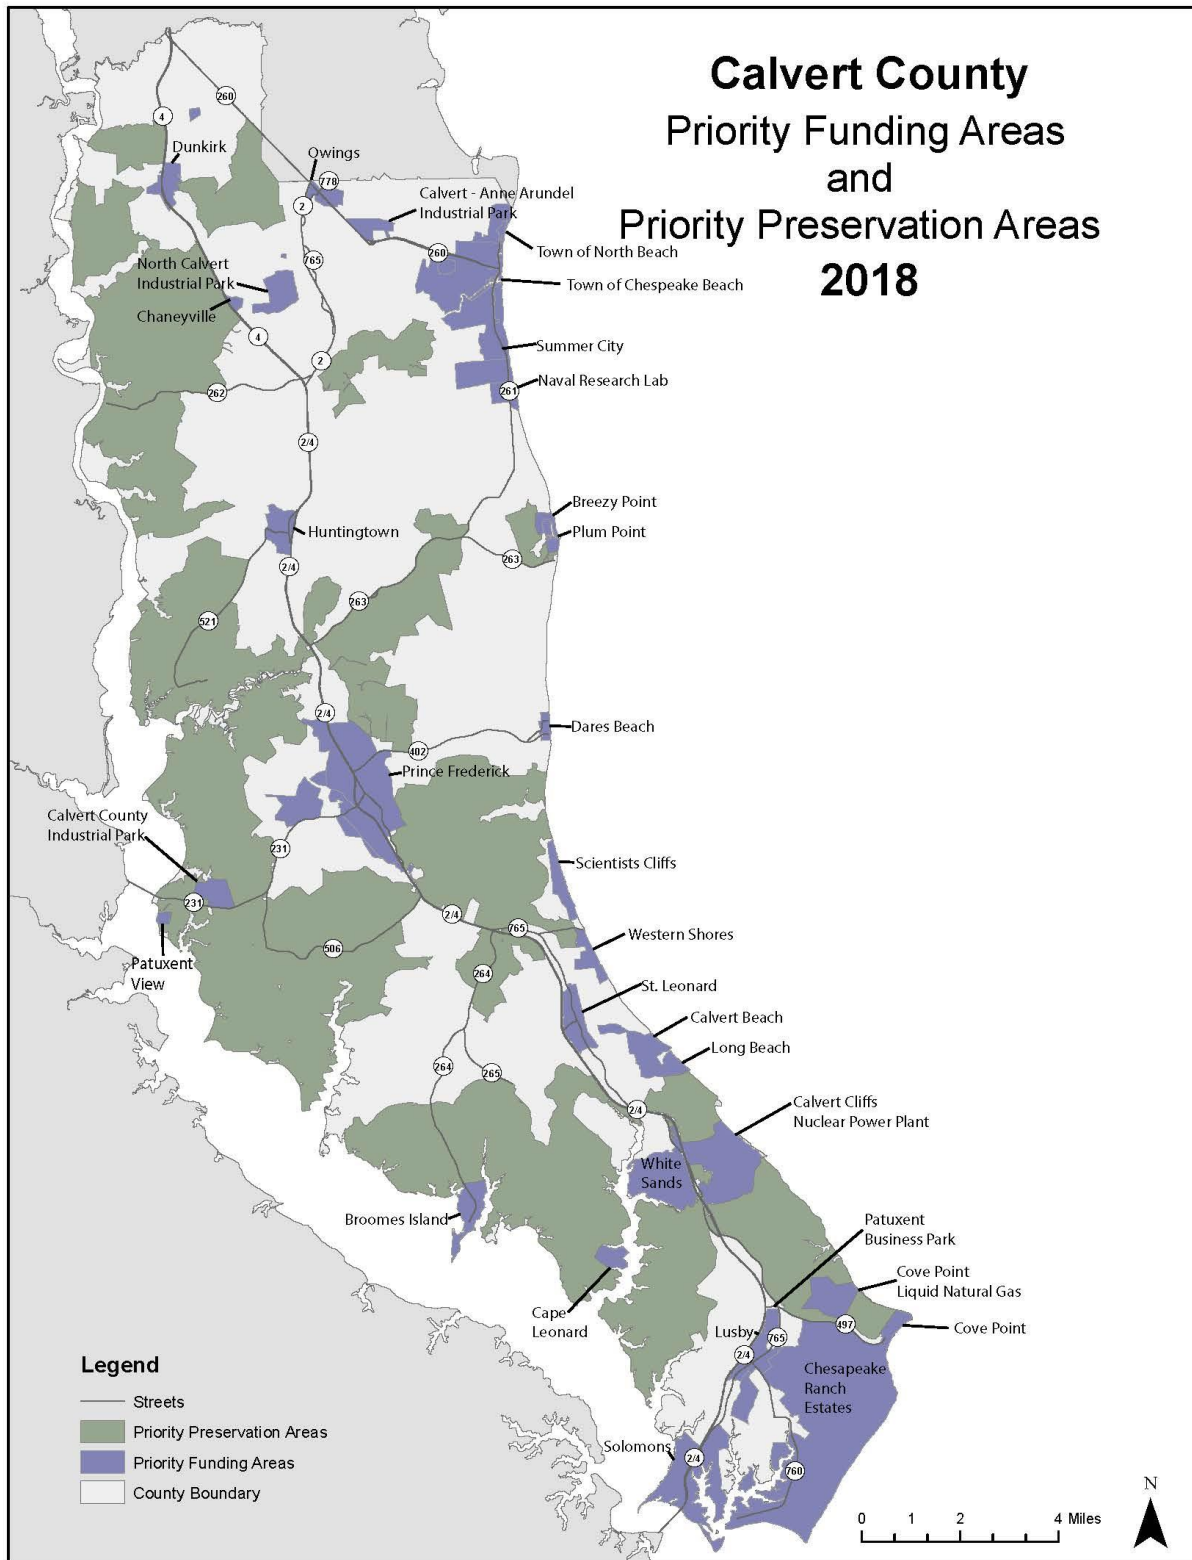 Calvert County
Priority Funding Areas
and
Priority Preservation Areas
2018
260
4
Dunkirk
Owings
778
2
Calvert - Anne Arundel
Industrial Park
Town of North Beach
260
765
North Calvert
Industrial Park
Town of Chespeake Beach
Chaneyville
4
Summer City
2
Naval Research Lab
262
261
2/4
Breezy Point
Huntingtown
Plum Point
263
2/4
263
521
2/4
Dares Beach
402
Prince Frederick
Calvert County
Industrial Park
231
Scientists Cliffs
231
2/4
765
Western Shores
506
Patuxent
View
264
St. Leonard
Calvert Beach
Long Beach
264
265
2/4
Calvert Cliffs
Nuclear Power Plant
White
Sands
Broomes Island
Patuxent
Business Park
Cove Point
Liquid Natural Gas
Cape
Leonard
Lusby
765
497
Cove Point
2/4
Chesapeake
Ranch
Estates
Solomons
2/4
760
Legend
Streets
Priority Preservation Areas
Priority Funding Areas
County Boundary
N
0 1 2 4 Miles